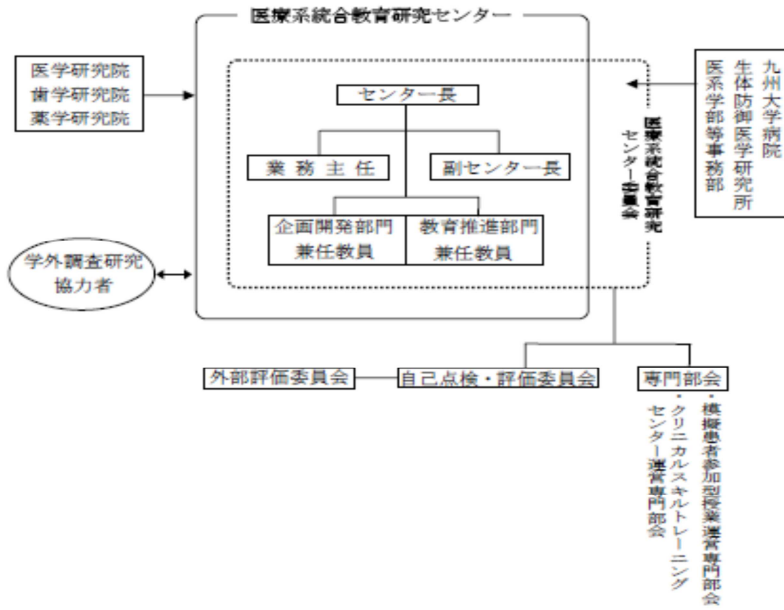 医療系統合教育研究センター
医学研究院
歯学研究院
薬学研究院
センター長
業務主任
副センター長
企画開発部門
兼任教員
教育推進部門
兼任教員
医療系統合教育研究
センター委員会
九州大学病院
生体防御医学研究所
医系学部等事務部
学外調査研究
協力者
外部評価委員会
自己点検・評価委員会
専門部会
・模擬患者参加型授業運営専門部会
・クリニカルスキルトレーニング
センター運営専門部会